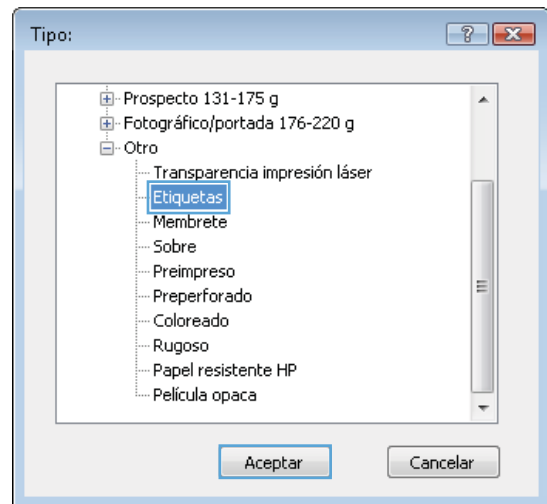 Tipo:
Prospecto 131-175 g
Fotográfico/portada 176-220 g
Otro
Transparencia impresión láser
Etiquetas
Membrete
Sobre
Preimpreso
Preperforado
Coloreado
Rugoso
Papel resistente HP
Película opaca
Aceptar
Cancelar